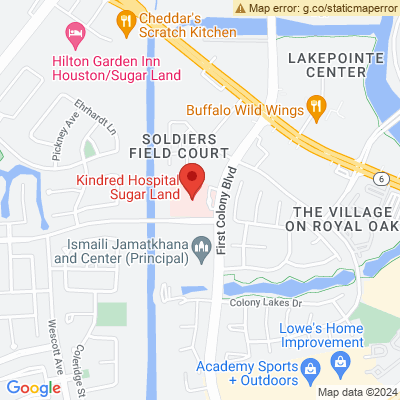 Map error: g.co/staticmaperror
Cheddar's
Scratch Kitchen
Hilton Garden Inn
Houston/Sugar Land
LAKEPOINTE
CENTER
Ehrhardt Ln
Pickney Ave
Buffalo Wild Wings
SOLDIERS
FIELD COURT
Kindred Hospital
Sugar Land
First Colony Blvd
6
THE VILLAGE
ON ROYAL OAK
Ismaili Jamatkhana
and Center (Principal)
Colony Lakes Dr
Wescott Ave
Coleridge St
Lowe's Home
Improvement
Academy Sports
+ Outdoors
Google
Map data ©2024